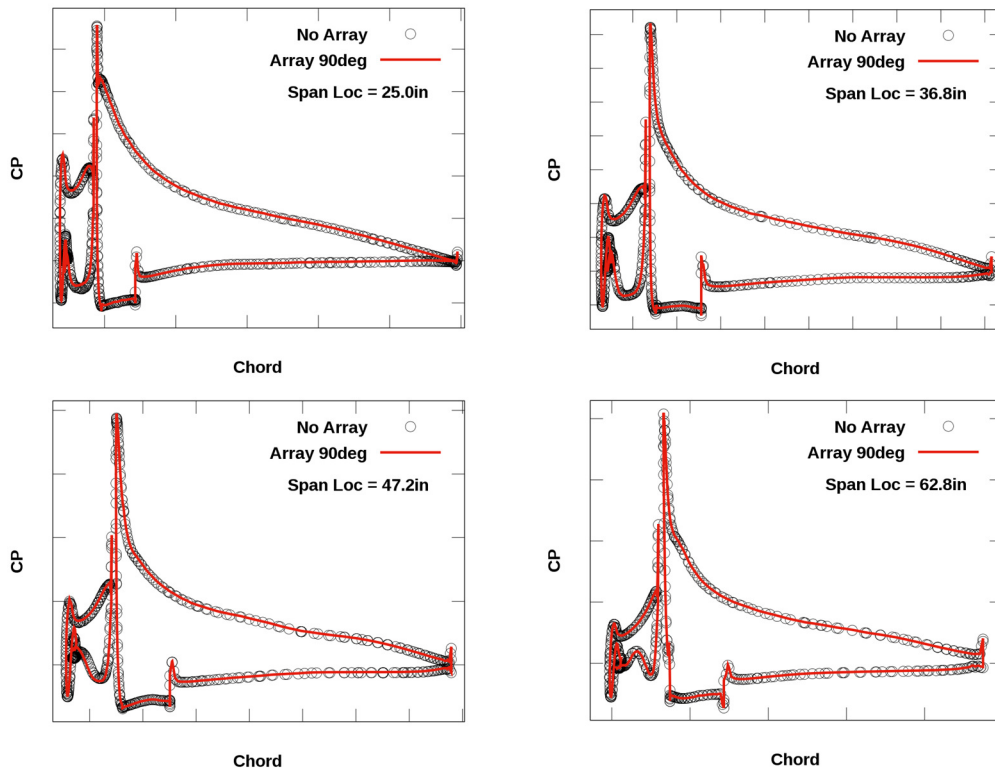 No Array
Array 90deg
Span Loc = 25.0in
CP
Chord
No Array
Array 90deg
Span Loc = 36.8in
CP
Chord
No Array
Array 90deg
Span Loc = 47.2in
CP
Chord
No Array
Array 90deg
Span Loc = 62.8in
CP
Chord